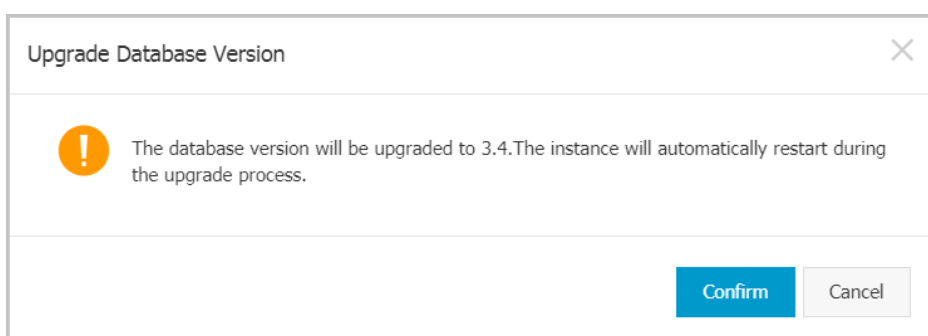 Upgrade Database Version
The database version will be upgraded to 3.4.The instance will automatically restart during
the upgrade process.
Confirm
Cancel